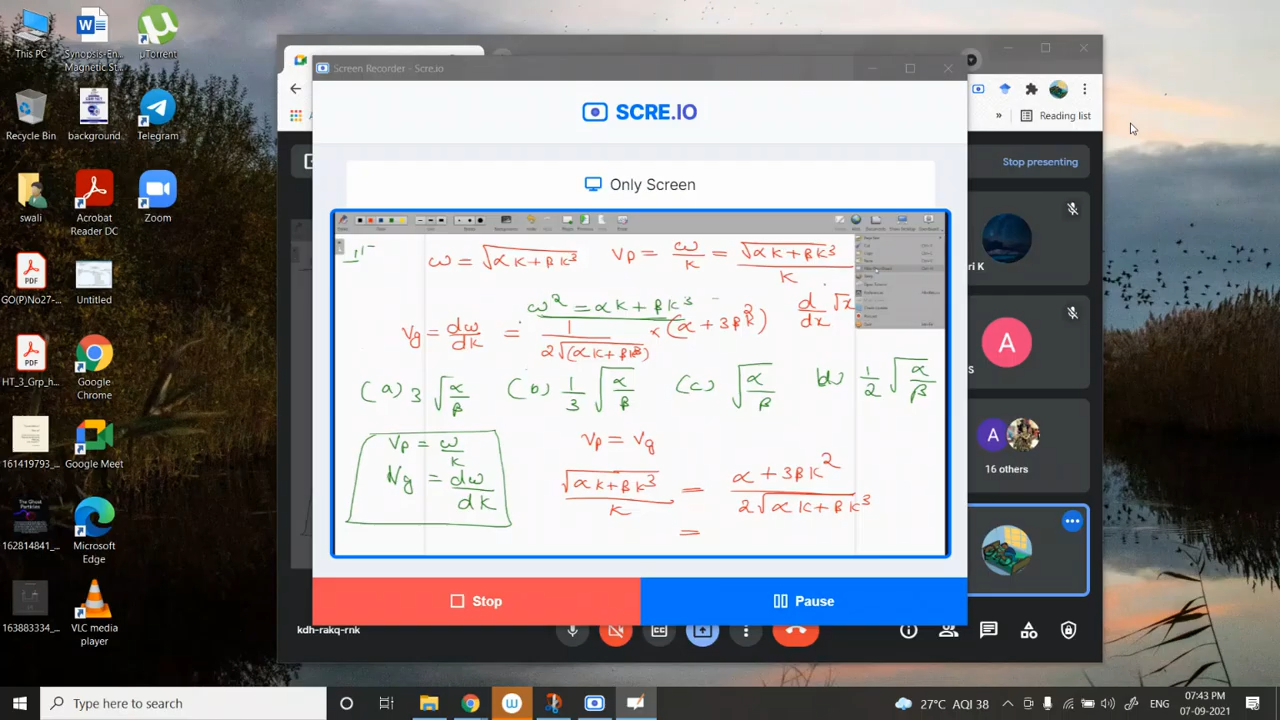 This PC
Synopsis-En...
Magnetic St...
µTorrent
Recycle Bin
background
Telegram
swali
Acrobat
Reader DC
Zoom
GO(P)No27-...
Untitled
HT_3_Grp_h...
Google
Chrome
161419793_...
Google Meet
162814841_...
Microsoft
Edge
163883334_...
VLC media
player
Screen Recorder - Scre.io
SCRE.IO
Reading list
Only Screen
Stop presenting
ω = √(αk+βk³) Vp = ω/k = √(αk+βk³)/k
ω² = αk + βk³
Vg = dω/dk = 1/(2√(αk+βk³)) × (α + 3βk²) d/dx √x
(a) 3√(α/β) (b) 1/3 √(α/β) (c) √(α/β) (d) 1/2 √(α/β)
Vp = ω/k
Vg = dω/dk
Vp = Vg
√(αk+βk³)/k = (α + 3βk²)/(2√(αk+βk³))
=
ri K
A
A
s
A
16 others
Stop
Pause
kdh-rakq-rnk
Type here to search
27°C AQI 38
ENG
07:43 PM
07-09-2021